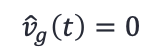 v̂_g(t) = 0